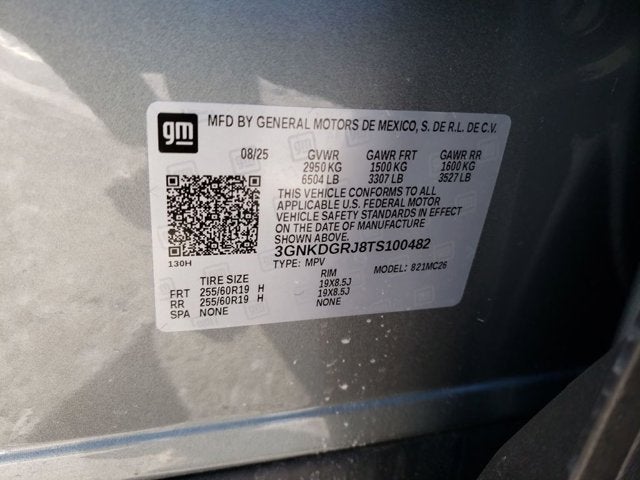 gm
MFD BY GENERAL MOTORS DE MEXICO, S. DE R.L. DE C.V.
08/25 GVWR GAWR FRT GAWR RR
2950 KG 1500 KG 1600 KG
6504 LB 3307 LB 3527 LB
THIS VEHICLE CONFORMS TO ALL
APPLICABLE U.S. FEDERAL MOTOR
VEHICLE SAFETY STANDARDS IN EFFECT
ON THE DATE OF MANUFACTURE
SHOWN ABOVE.
3GNKDGRJ8TS100482
130H
TYPE: MPV MODEL: 821MC26
TIRE SIZE RIM
FRT 255/60R19 H 19X8.5J
RR 255/60R19 H 19X8.5J
SPA NONE NONE